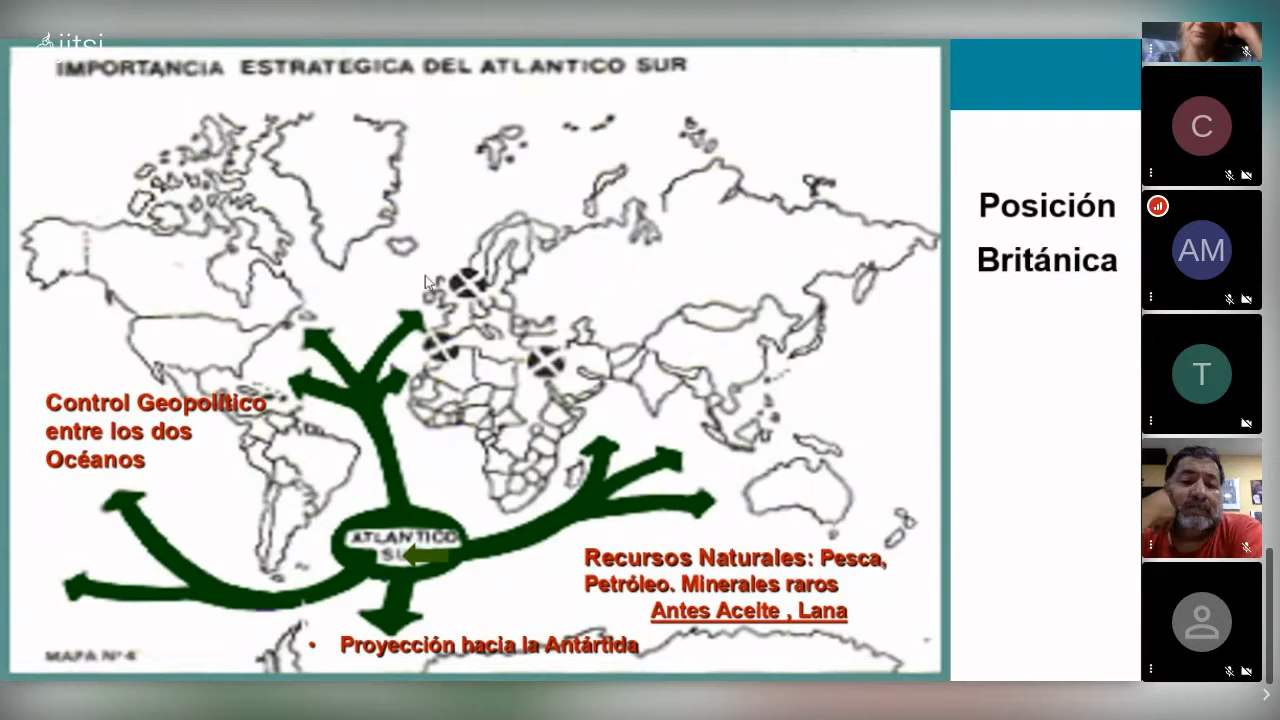 jitsi
IMPORTANCIA ESTRATEGICA DEL ATLANTICO SUR
Posición
Británica
Control Geopolítico
entre los dos
Océanos
ATLANTICO
Recursos Naturales: Pesca,
Petróleo. Minerales raros
Antes Aceite , Lana
• Proyección hacia la Antártida
MAPA Nº 4
C
AM
T